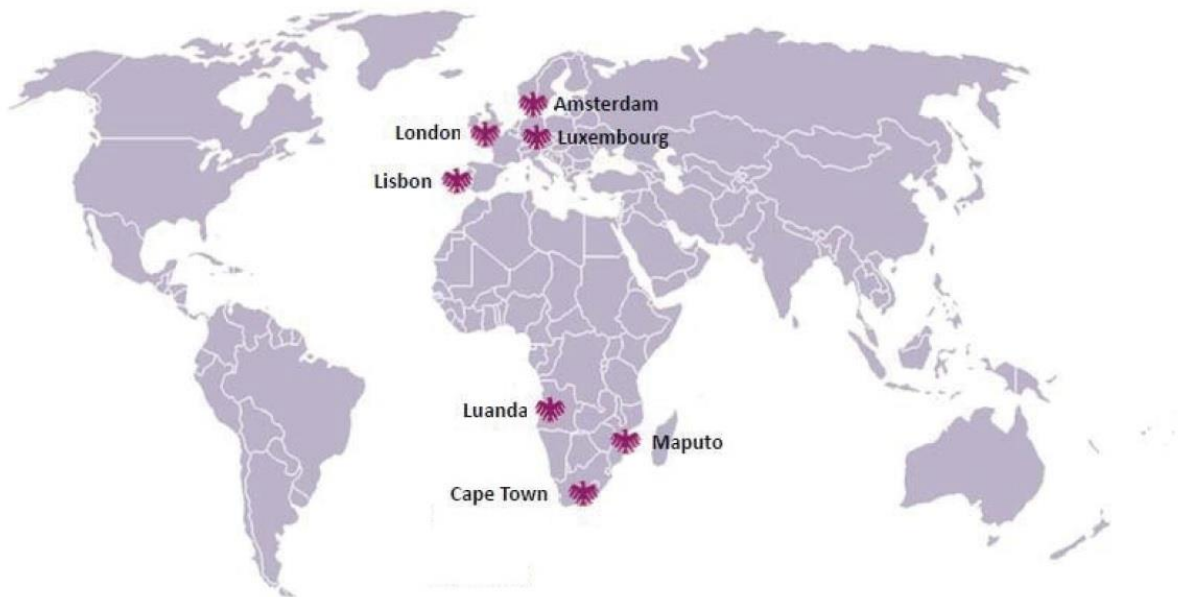 Amsterdam
London
Luxembourg
Lisbon
Luanda
Maputo
Cape Town